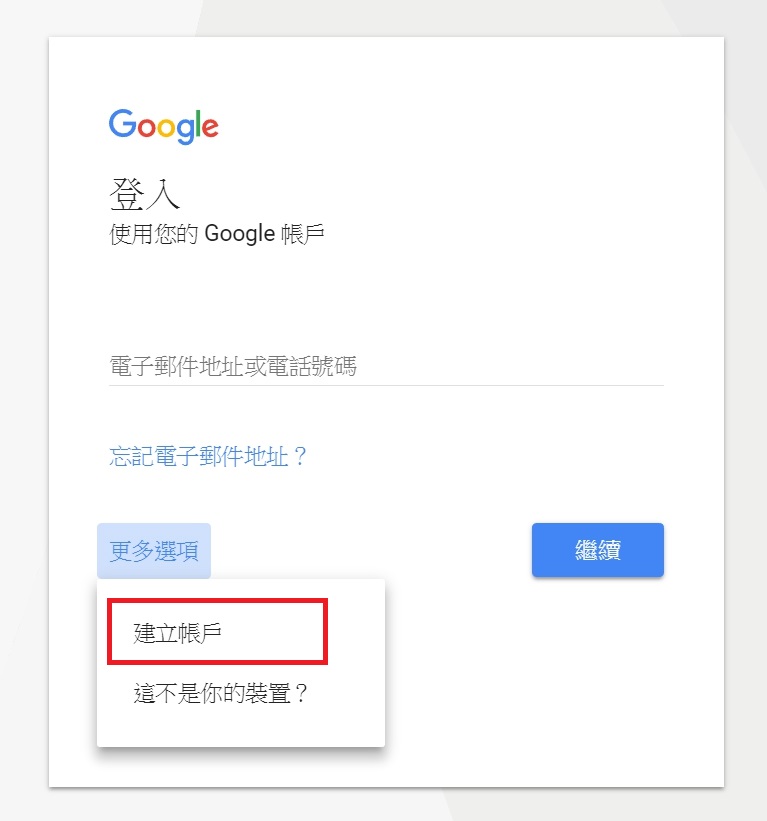 Google
登入
使用您的 Google 帳戶
電子郵件地址或電話號碼
忘記電子郵件地址？
更多選項
繼續
建立帳戶
這不是你的裝置？